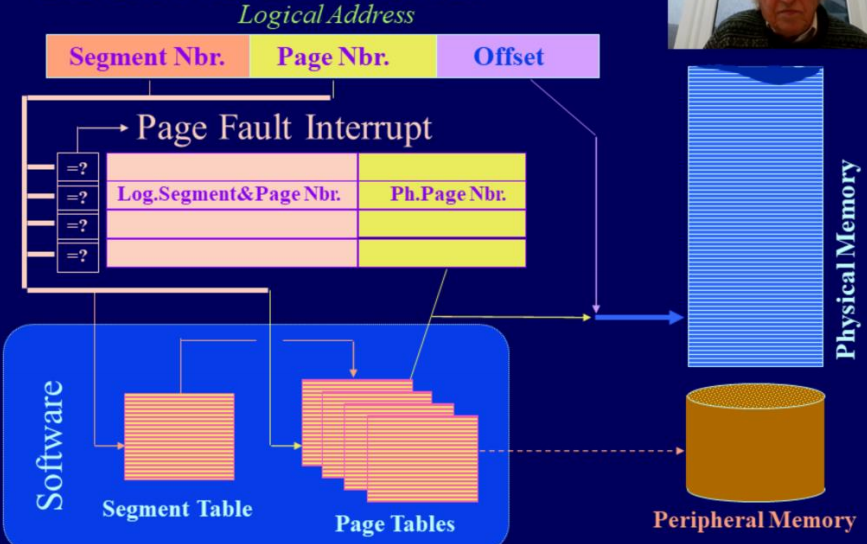 Logical Address
Segment Nbr. Page Nbr. Offset
Page Fault Interrupt
=?
=? Log.Segment&Page Nbr. Ph.Page Nbr.
=?
=?
Physical Memory
Software
Segment Table
Page Tables
Peripheral Memory